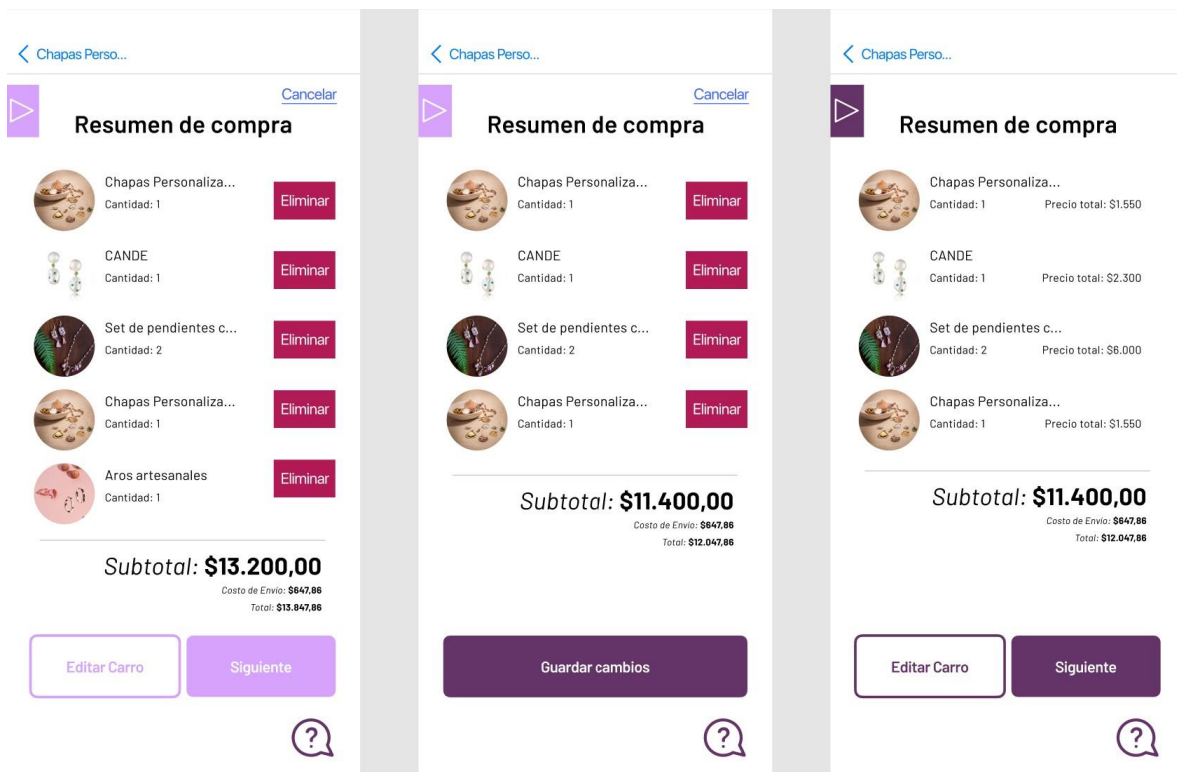 Chapas Perso...
Cancelar
Resumen de compra
Chapas Personaliza...
Cantidad: 1
Eliminar
CANDE
Cantidad: 1
Eliminar
Set de pendientes c...
Cantidad: 2
Eliminar
Chapas Personaliza...
Cantidad: 1
Eliminar
Aros artesanales
Cantidad: 1
Eliminar
Subtotal: $13.200,00
Costo de Envio: $647,86
Total: $13.847,86
Editar Carro
Siguiente
?
Chapas Perso...
Cancelar
Resumen de compra
Chapas Personaliza...
Cantidad: 1
Eliminar
CANDE
Cantidad: 1
Eliminar
Set de pendientes c...
Cantidad: 2
Eliminar
Chapas Personaliza...
Cantidad: 1
Eliminar
Subtotal: $11.400,00
Costo de Envio: $647,86
Total: $12.047,86
Guardar cambios
?
Chapas Perso...
Resumen de compra
Chapas Personaliza...
Cantidad: 1 Precio total: $1.550
CANDE
Cantidad: 1 Precio total: $2.300
Set de pendientes c...
Cantidad: 2 Precio total: $6.000
Chapas Personaliza...
Cantidad: 1 Precio total: $1.550
Subtotal: $11.400,00
Costo de Envio: $647,86
Total: $12.047,86
Editar Carro
Siguiente
?